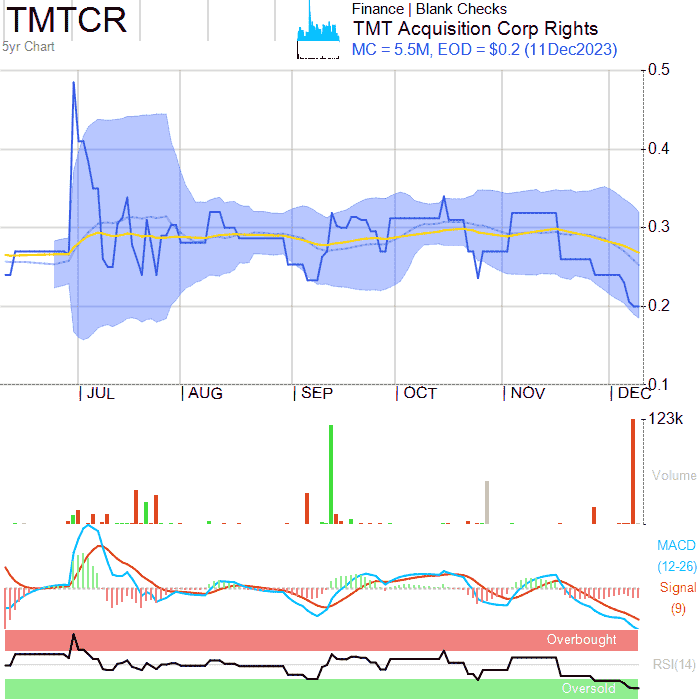 TMTCR
5yr Chart
Finance | Blank Checks
TMT Acquisition Corp Rights
MC = 5.5M, EOD = $0.2 (11Dec2023)
0.5
0.4
0.3
0.2
0.1
JUL AUG SEP OCT NOV DEC
123k
Volume
MACD
(12-26)
Signal
(9)
Overbought
RSI(14)
Oversold